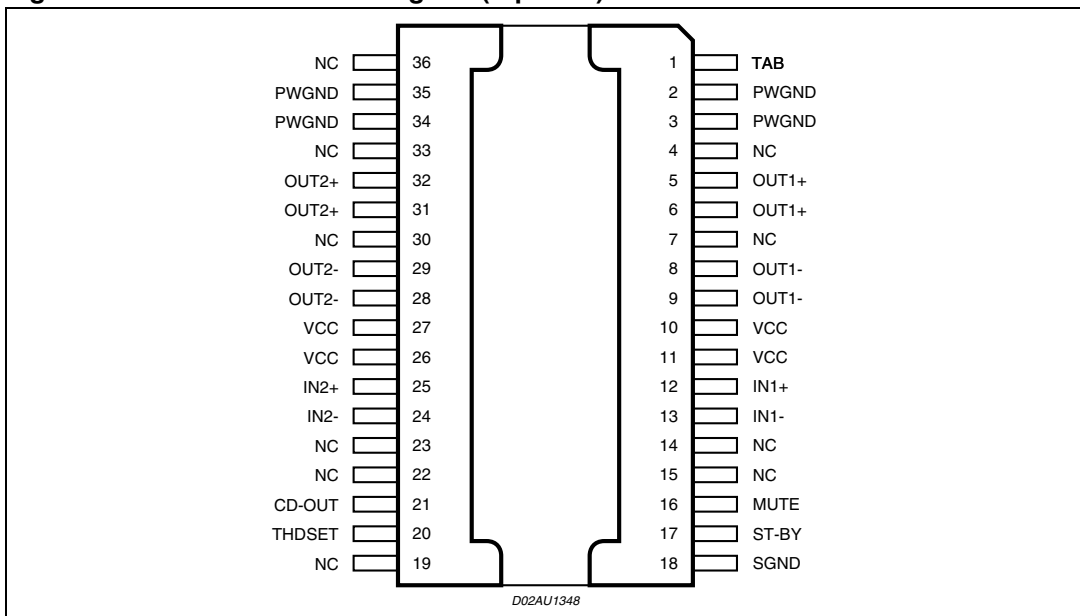 NC 36 1 TAB
PWGND 35 2 PWGND
PWGND 34 3 PWGND
NC 33 4 NC
OUT2+ 32 5 OUT1+
OUT2+ 31 6 OUT1+
NC 30 7 NC
OUT2- 29 8 OUT1-
OUT2- 28 9 OUT1-
VCC 27 10 VCC
VCC 26 11 VCC
IN2+ 25 12 IN1+
IN2- 24 13 IN1-
NC 23 14 NC
NC 22 15 NC
CD-OUT 21 16 MUTE
THDSET 20 17 ST-BY
NC 19 18 SGND
D02AU1348